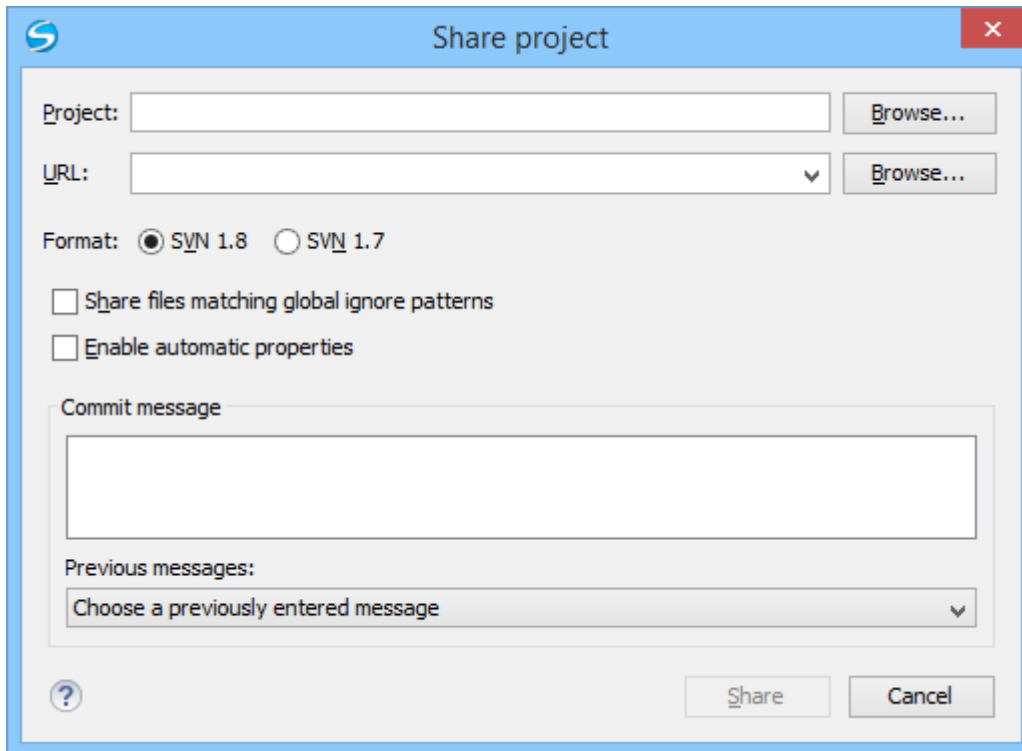 Share project
Project:
Browse...
URL:
Browse...
Format: SVN 1.8 SVN 1.7
Share files matching global ignore patterns
Enable automatic properties
Commit message
Previous messages:
Choose a previously entered message
?
Share Cancel